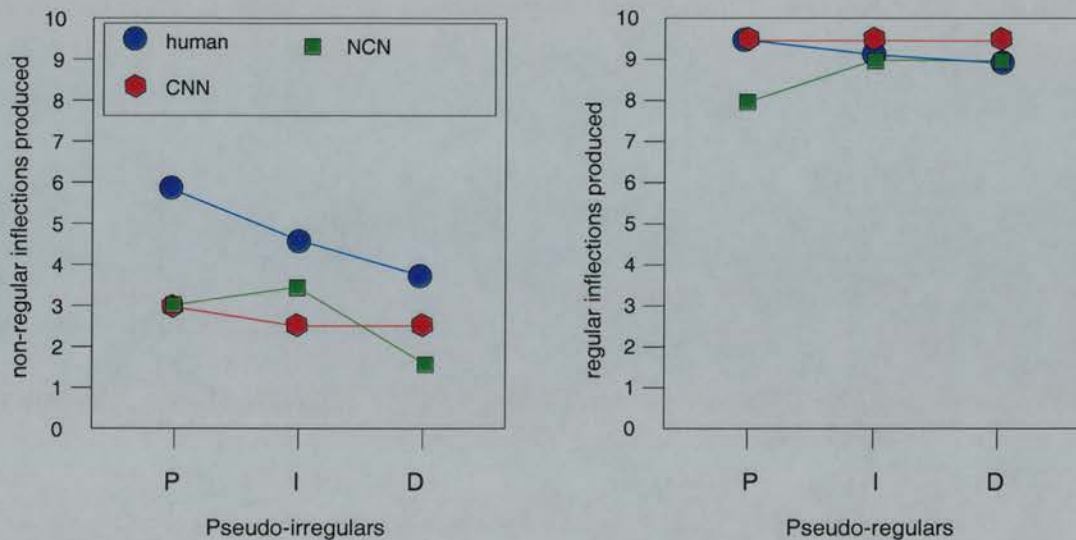 non-regular inflections produced
10
9
8
7
6
5
4
3
2
1
0
human
NCN
CNN
P I D
Pseudo-irregulars
regular inflections produced
10
9
8
7
6
5
4
3
2
1
0
P I D
Pseudo-regulars